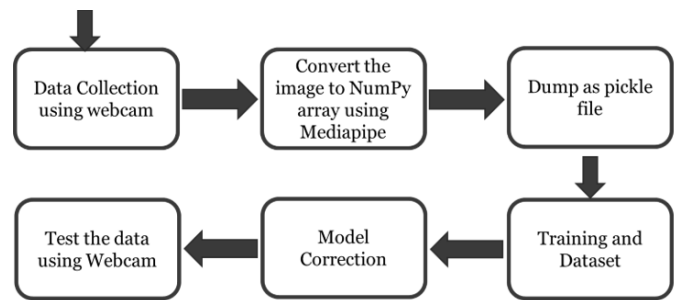 Data Collection
using webcam
Convert the
image to NumPy
array using
Mediapipe
Dump as pickle
file
Training and
Dataset
Model
Correction
Test the data
using Webcam